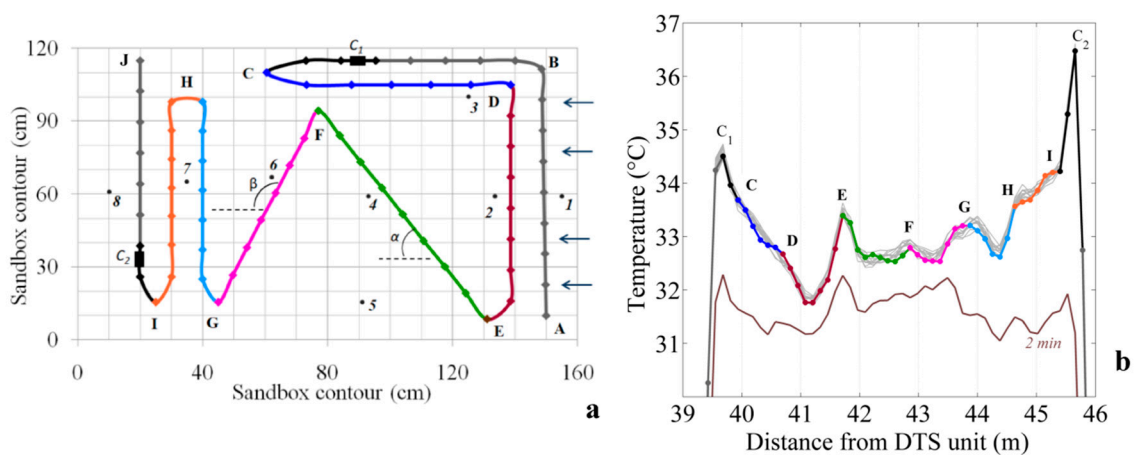 Sandbox contour (cm)
120
90
60
30
0
0
40
80
120
160
Sandbox contour (cm)
J
H
C
C1
B
D
3
F
6
β
7
8
4
2
1
α
C2
5
I
G
E
A
a
Temperature (°C)
37
36
35
34
33
32
31
39
40
41
42
43
44
45
46
Distance from DTS unit (m)
C1
C
D
E
F
G
H
I
C2
2 min
b